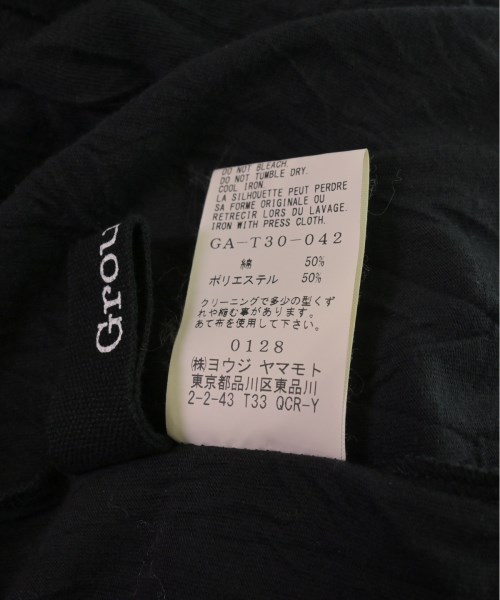 DO NOT BLEACH.
DO NOT TUMBLE DRY.
COOL IRON
LA SILHOUETTE PEUT PERDRE
SA FORME ORIGINALE OU
RETRECIR LORS DU LAVAGE.
IRON WITH PRESS CLOTH.
GA-T30-042
綿 50%
ポリエステル 50%
クリーニングで多少の型くず
れや縮む事があります。
あて布を使用して下さい。
0128
㈱ヨウジ ヤマモト
東京都品川区東品川
2-2-43 T33 QCR-Y
Grou